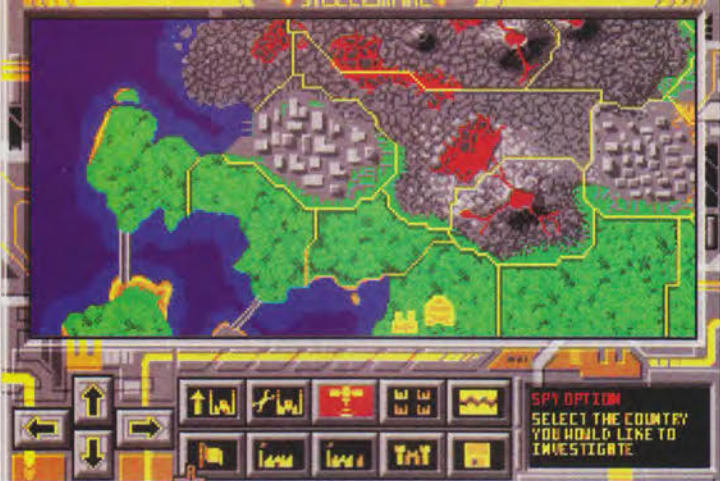 SPY OPTION
SELECT THE COUNTRY
YOU WOULD LIKE TO
INVESTIGATE